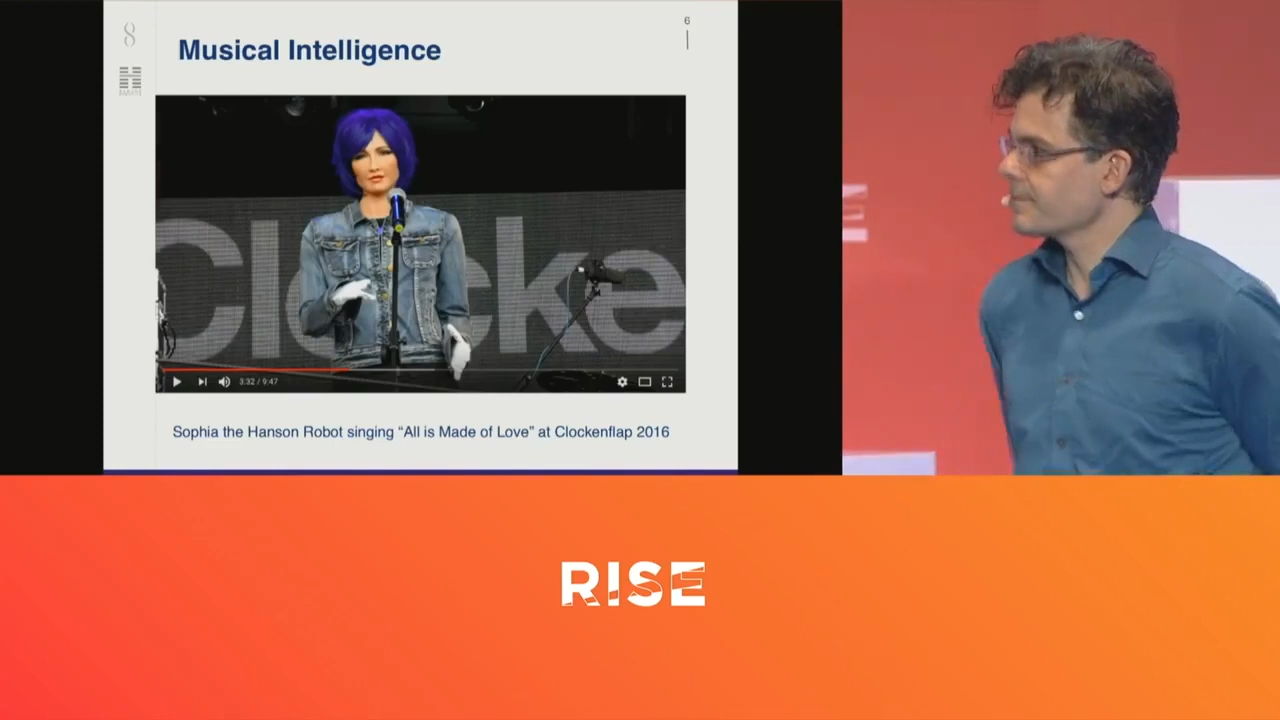 6
Musical Intelligence
Clocke
3:32 / 9:47
Sophia the Hanson Robot singing “All is Made of Love” at Clockenflap 2016
RISE